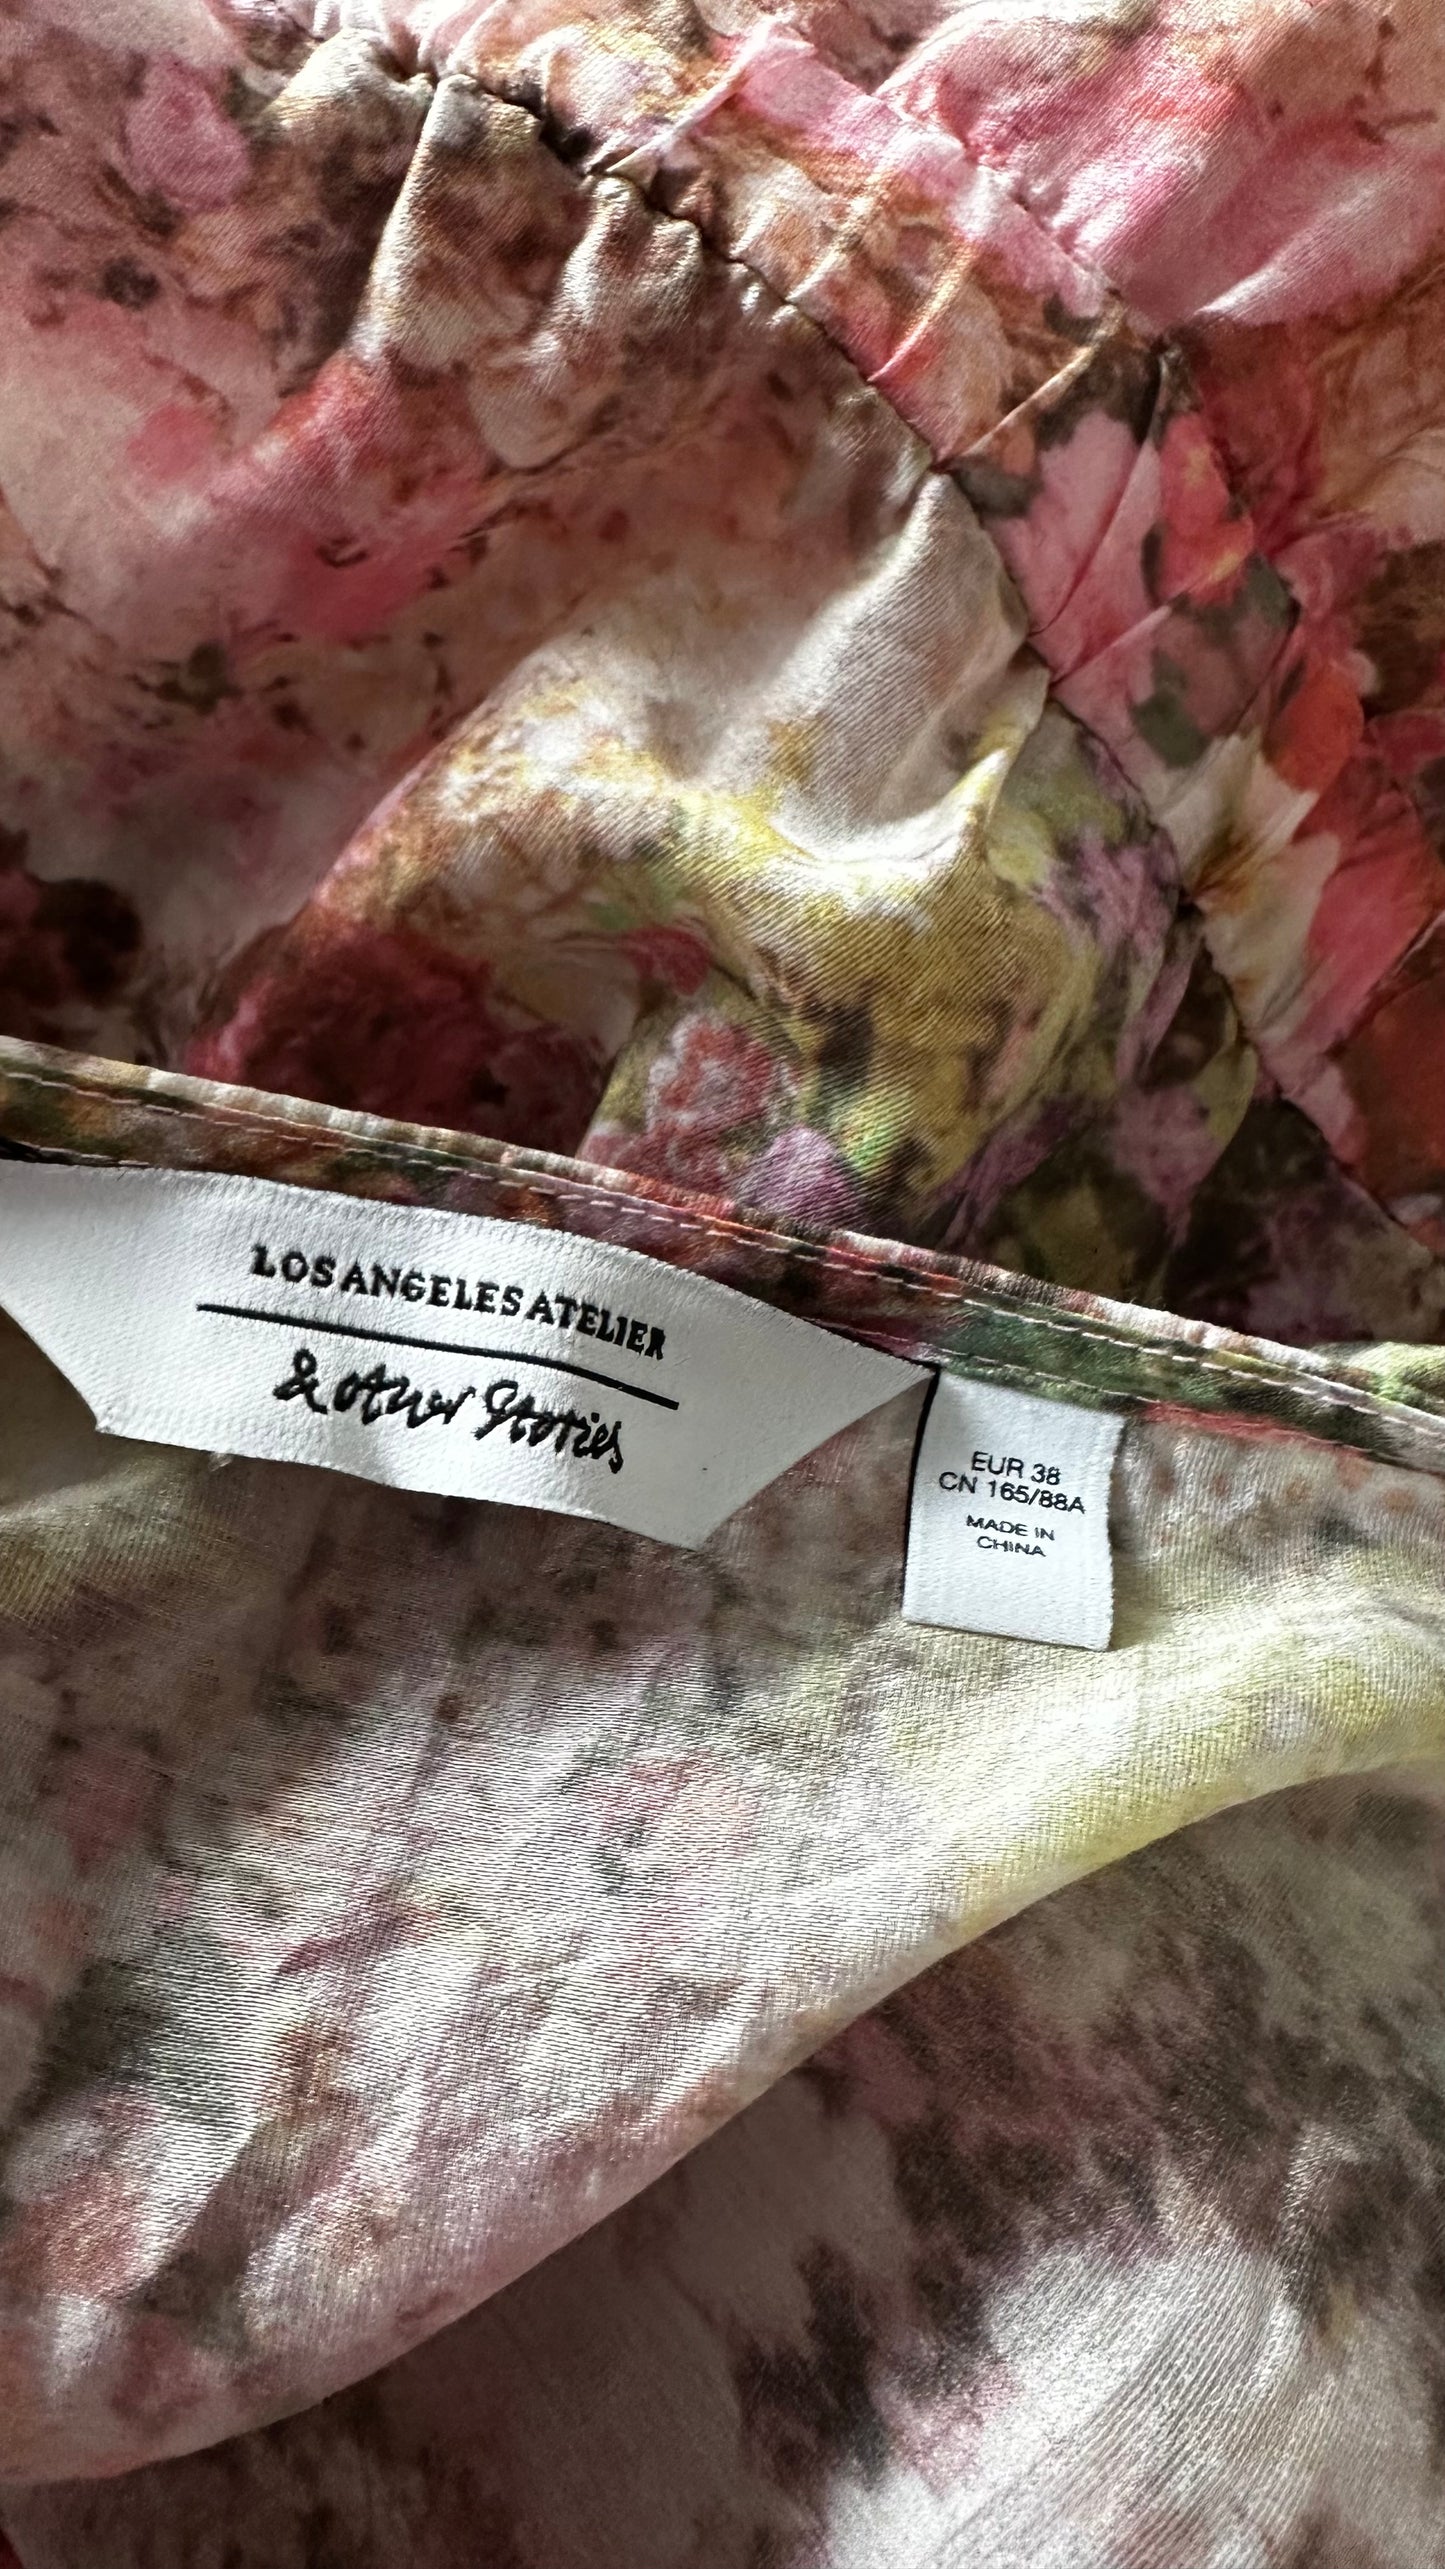 LOS ANGELES ATELIER
& Other Stories
EUR 38
CN 165/88A
MADE IN
CHINA